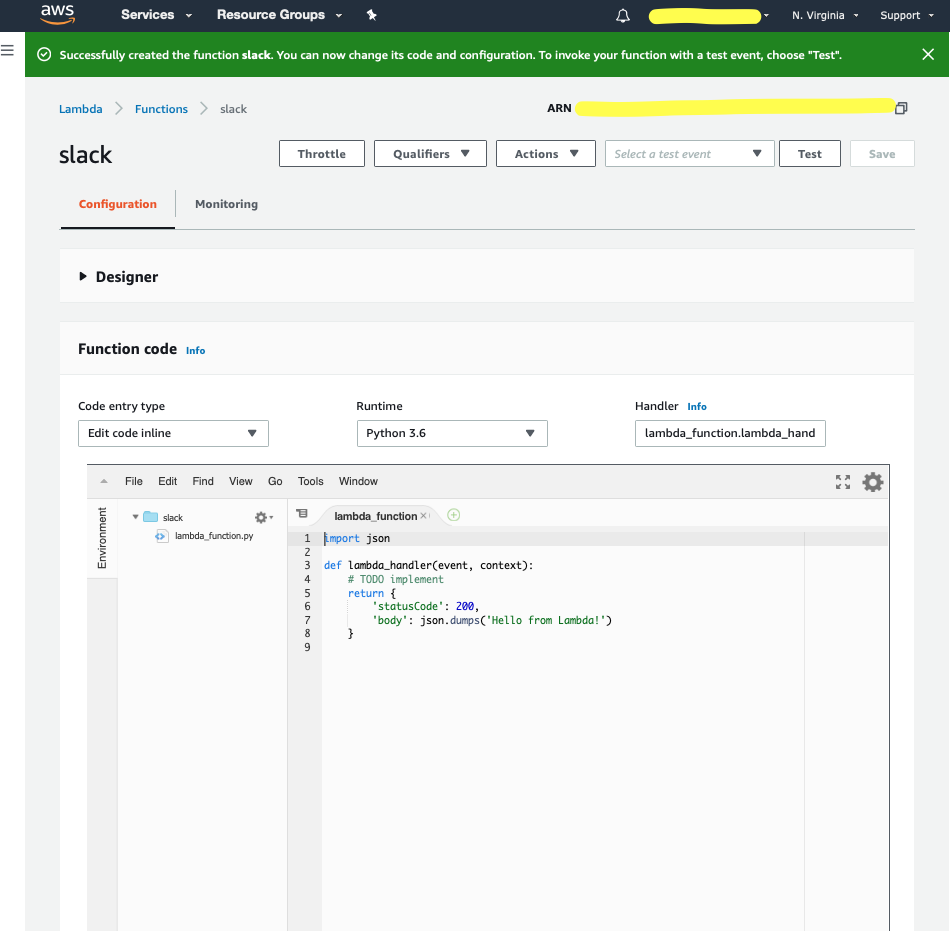 aws Services Resource Groups N. Virginia Support
Successfully created the function slack. You can now change its code and configuration. To invoke your function with a test event, choose "Test".
Lambda Functions slack ARN
slack Throttle Qualifiers Actions Select a test event Test Save
Configuration Monitoring
Designer
Function code Info
Code entry type Runtime Handler Info
Edit code inline Python 3.6 lambda_function.lambda_hand
File Edit Find View Go Tools Window
Environment
slack
lambda_function.py
lambda_function
1 import json
2
3 def lambda_handler(event, context):
4     # TODO implement
5     return {
6         'statusCode': 200,
7         'body': json.dumps('Hello from Lambda!')
8     }
9